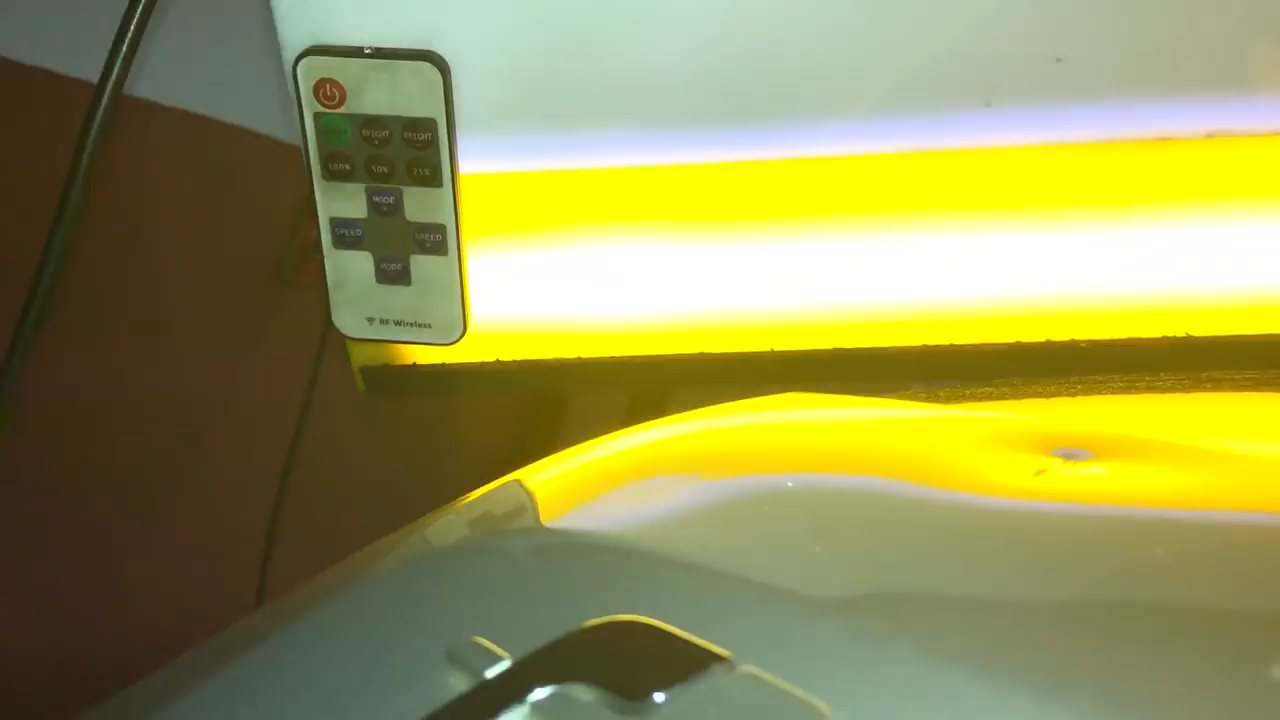 BRIGHT BRIGHT
100% 50% 25%
MODE
SPEED SPEED
MODE
RF Wireless